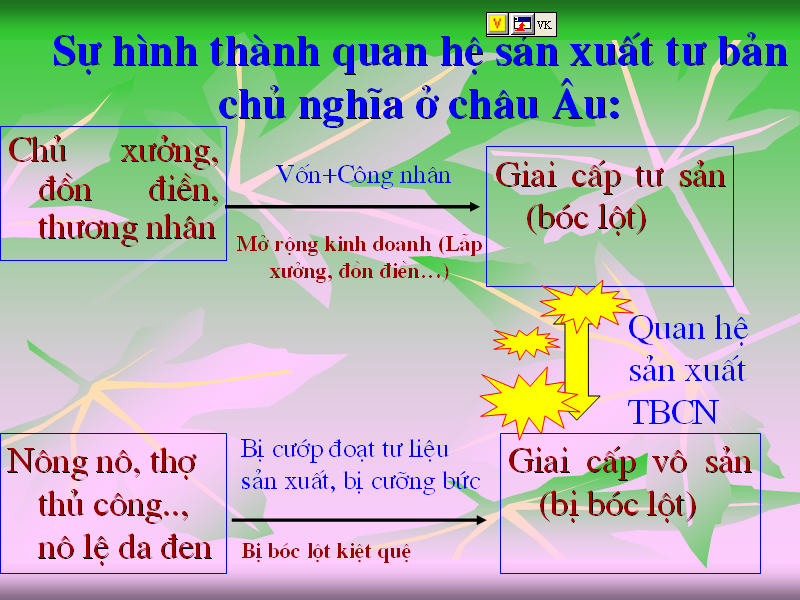 V VK
Sự hình thành quan hệ sản xuất tư bản
chủ nghĩa ở châu Âu:
Chủ xưởng,
đồn điền,
thương nhân
Vốn+Công nhân
Mở rộng kinh doanh (Lập
xưởng, đồn điền…)
Giai cấp tư sản
(bóc lột)
Quan hệ
sản xuất
TBCN
Nông nô, thợ
thủ công..,
nô lệ da đen
Bị cướp đoạt tư liệu
sản xuất, bị cưỡng bức
Bị bóc lột kiệt quệ
Giai cấp vô sản
(bị bóc lột)